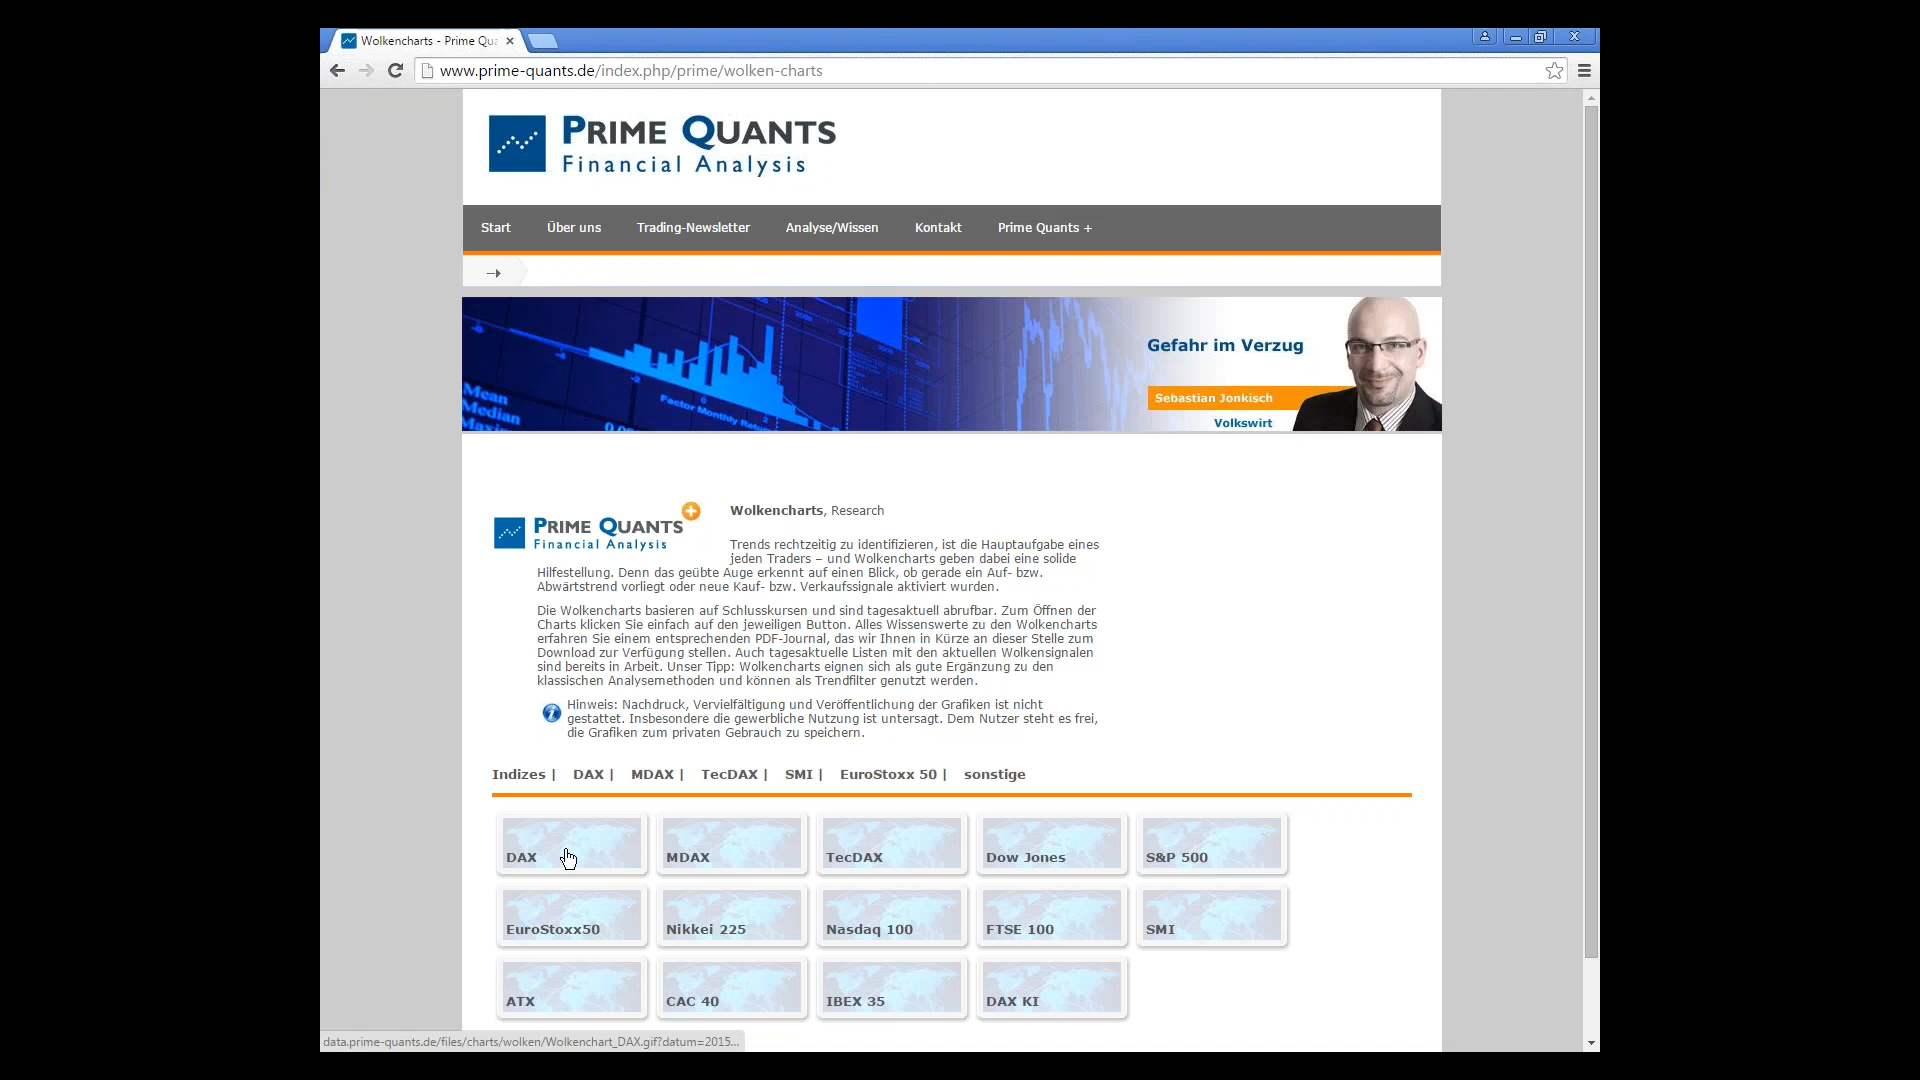 Wolkencharts - Prime Qua
www.prime-quants.de/index.php/prime/wolken-charts
PRIME QUANTS
Financial Analysis
Start Über uns Trading-Newsletter Analyse/Wissen Kontakt Prime Quants +
Gefahr im Verzug
Sebastian Jonkisch
Volkswirt
Mean
Median
Factor Monthly Retu
PRIME QUANTS
Financial Analysis
Wolkencharts, Research
Trends rechtzeitig zu identifizieren, ist die Hauptaufgabe eines
jeden Traders – und Wolkencharts geben dabei eine solide
Hilfestellung. Denn das geübte Auge erkennt auf einen Blick, ob gerade ein Auf- bzw.
Abwärtstrend vorliegt oder neue Kauf- bzw. Verkaufssignale aktiviert wurden.
Die Wolkencharts basieren auf Schlusskursen und sind tagesaktuell abrufbar. Zum Öffnen der
Charts klicken Sie einfach auf den jeweiligen Button. Alles Wissenswerte zu den Wolkencharts
erfahren Sie einem entsprechenden PDF-Journal, das wir Ihnen in Kürze an dieser Stelle zum
Download zur Verfügung stellen. Auch tagesaktuelle Listen mit den aktuellen Wolkensignalen
sind bereits in Arbeit. Unser Tipp: Wolkencharts eignen sich als gute Ergänzung zu den
klassischen Analysemethoden und können als Trendfilter genutzt werden.
Hinweis: Nachdruck, Vervielfältigung und Veröffentlichung der Grafiken ist nicht
gestattet. Insbesondere die gewerbliche Nutzung ist untersagt. Dem Nutzer steht es frei,
die Grafiken zum privaten Gebrauch zu speichern.
Indizes | DAX | MDAX | TecDAX | SMI | EuroStoxx 50 | sonstige
DAX MDAX TecDAX Dow Jones S&P 500
EuroStoxx50 Nikkei 225 Nasdaq 100 FTSE 100 SMI
ATX CAC 40 IBEX 35 DAX KI
data.prime-quants.de/files/charts/wolken/Wolkenchart_DAX.gif?datum=2015...